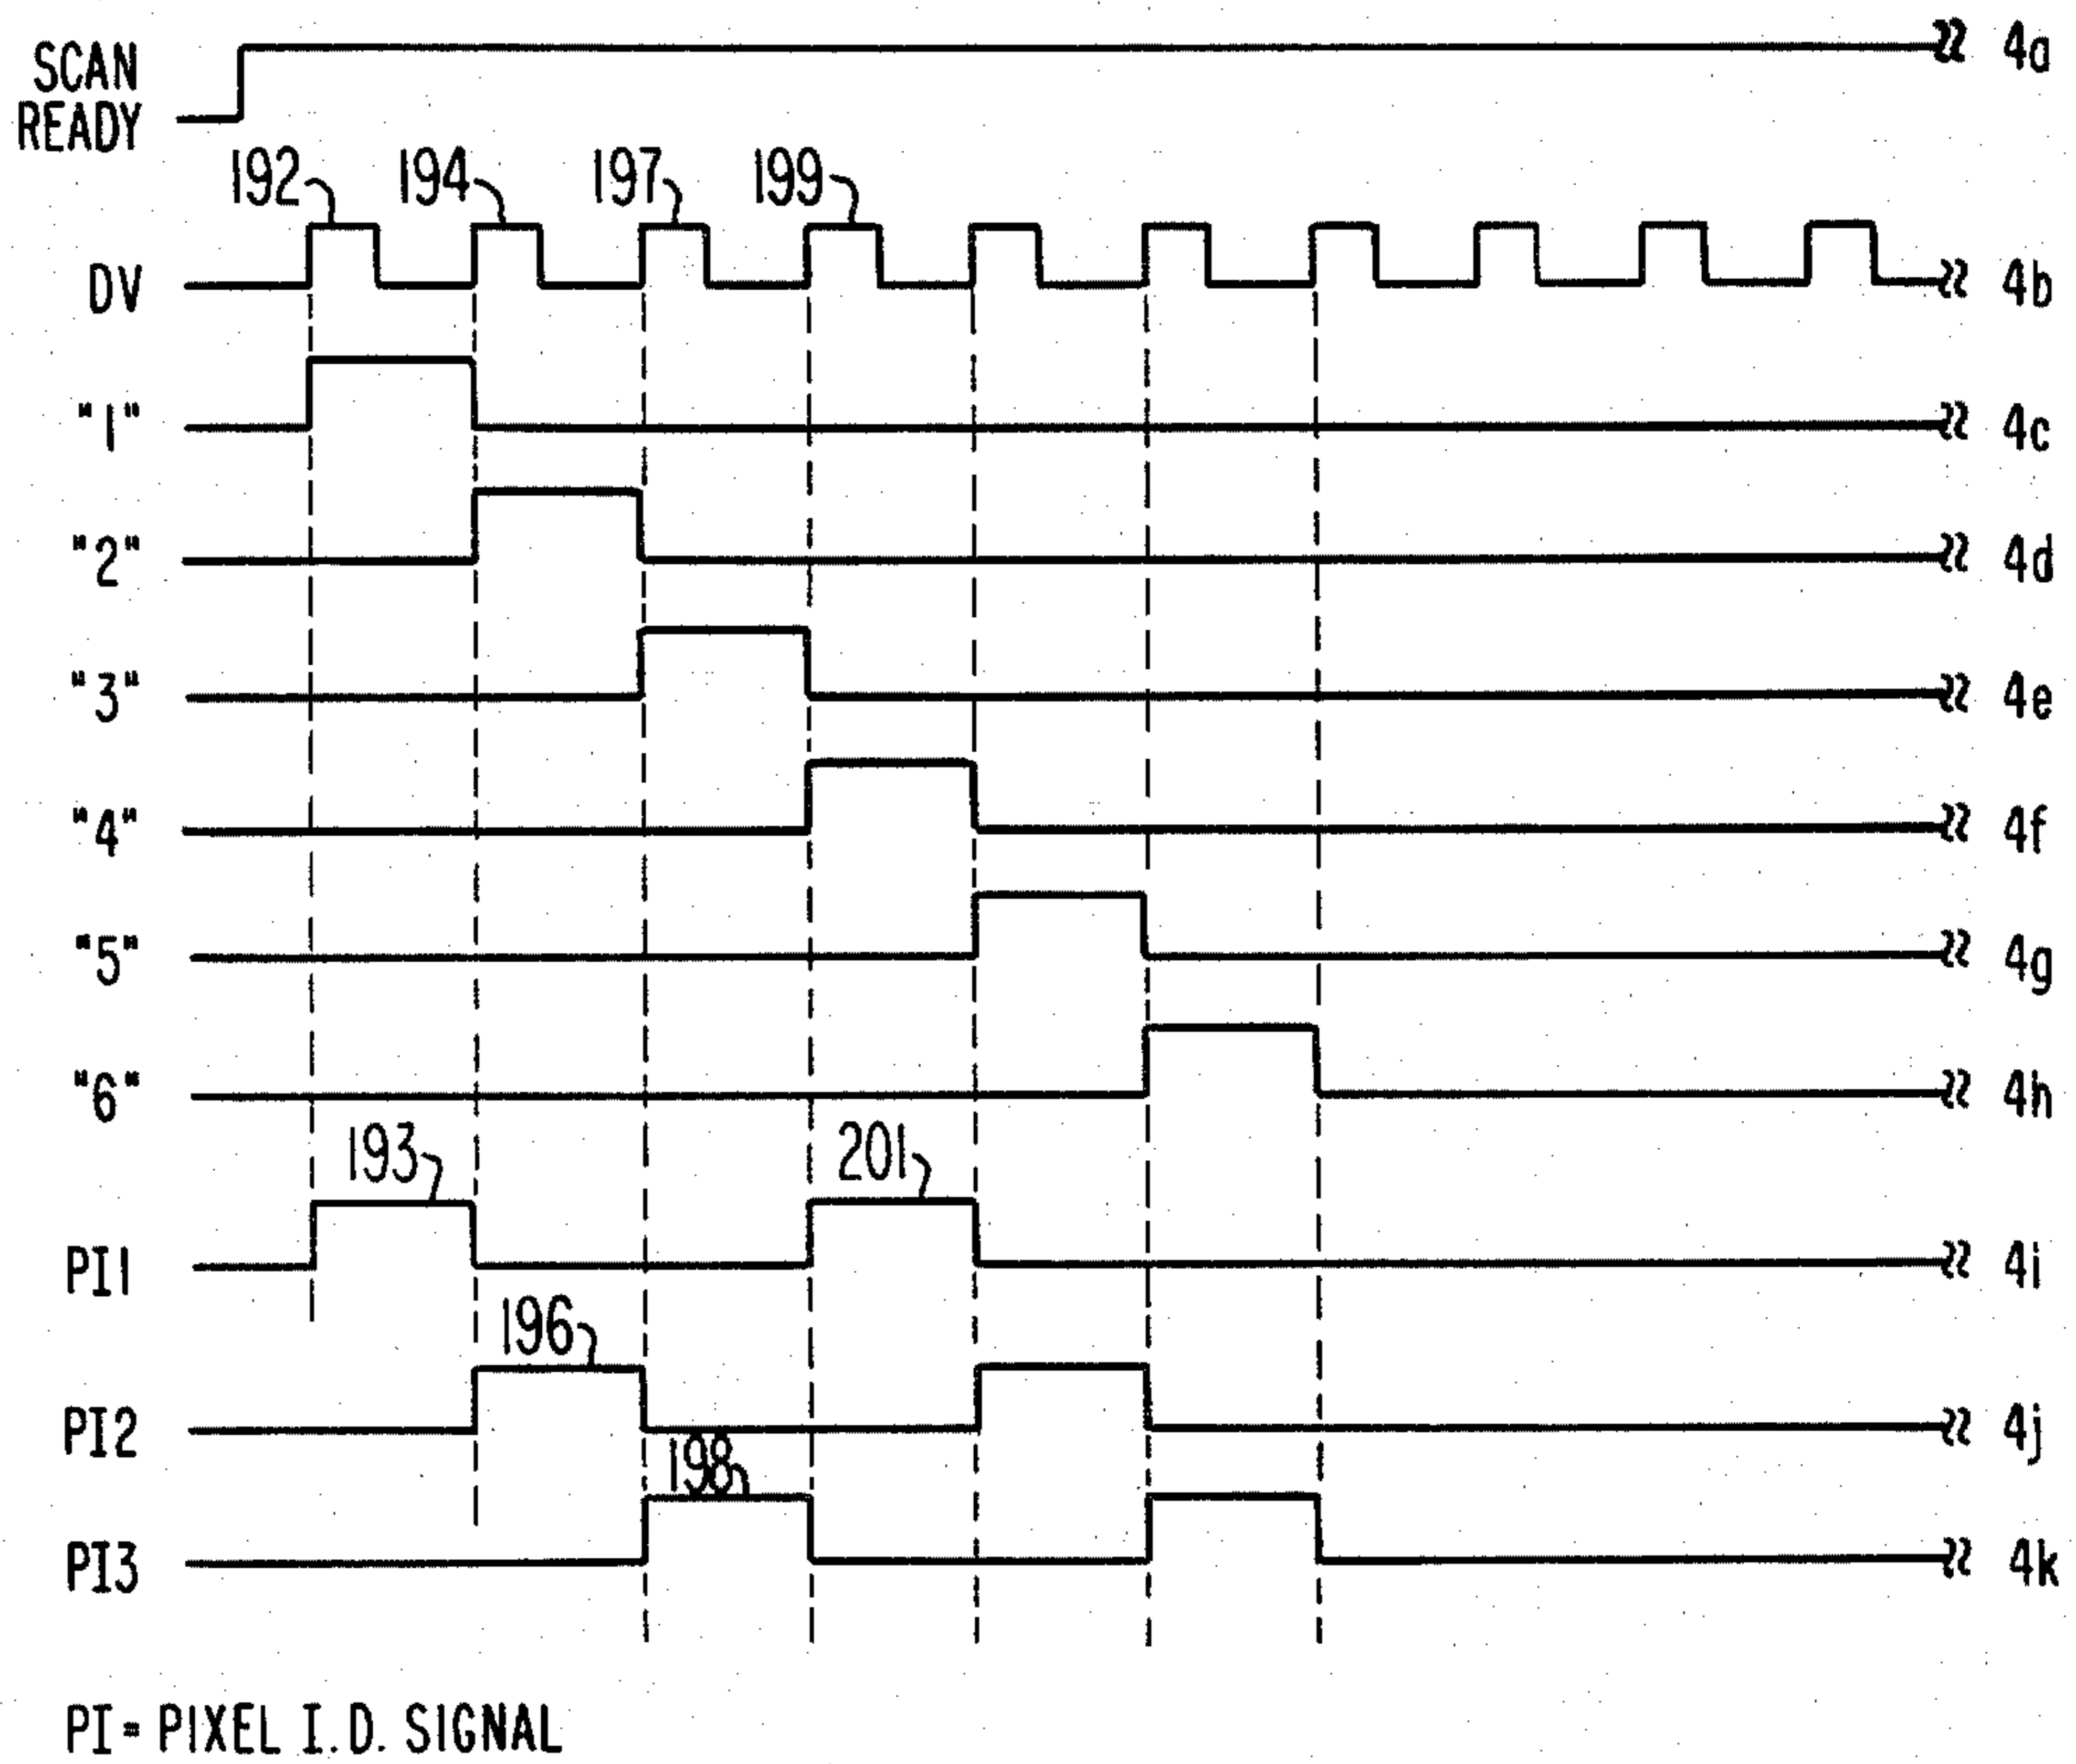 SCAN
READY
4a
192 194 197 199
DV 4b
"1" 4c
"2" 4d
"3" 4e
"4" 4f
"5" 4g
"6" 4h
193 201
PI1 4i
196
PI2 4j
198
PI3 4k
PI = PIXEL I.D. SIGNAL